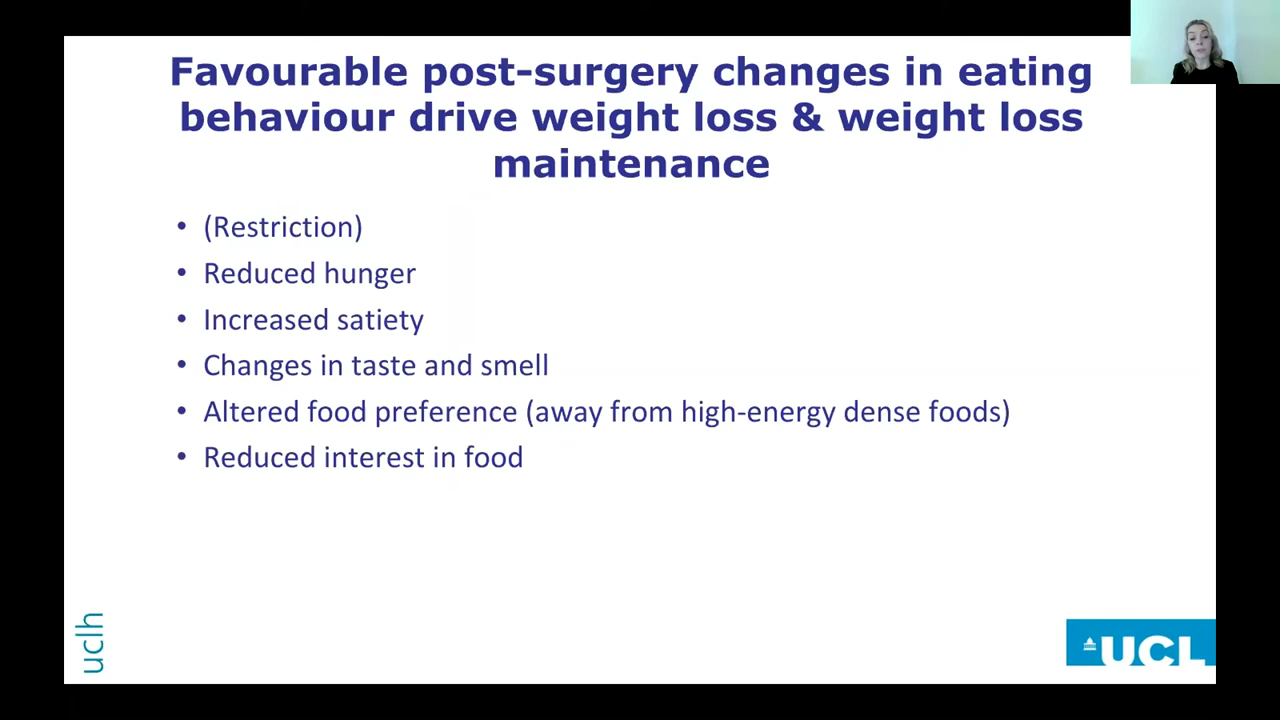 Favourable post-surgery changes in eating
behaviour drive weight loss & weight loss
maintenance
• (Restriction)
• Reduced hunger
• Increased satiety
• Changes in taste and smell
• Altered food preference (away from high-energy dense foods)
• Reduced interest in food
uclh
UCL